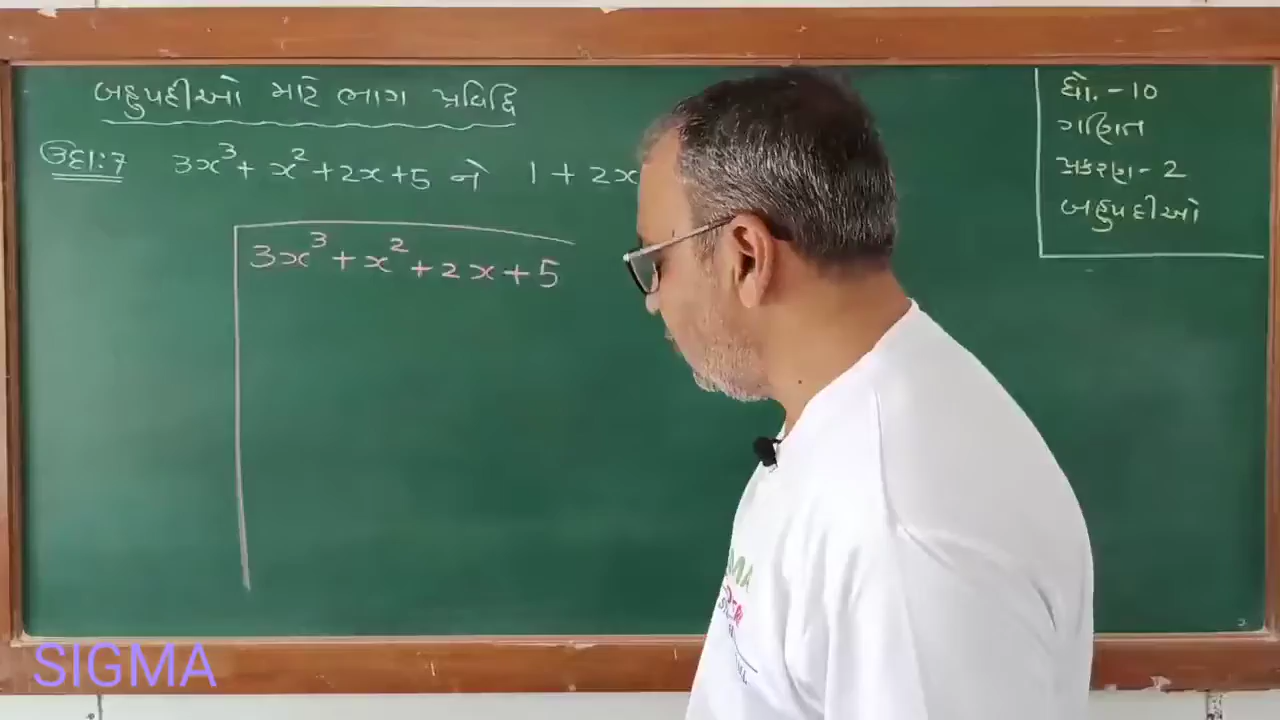 બહુપદીઓ માટે ભાગ પ્રવિધિ
ઉદા:7 3x³ + x² + 2x + 5 ને 1 + 2x
3x³ + x² + 2x + 5
ધો. - 10
ગણિત
પ્રકરણ - 2
બહુપદીઓ
SIGMA